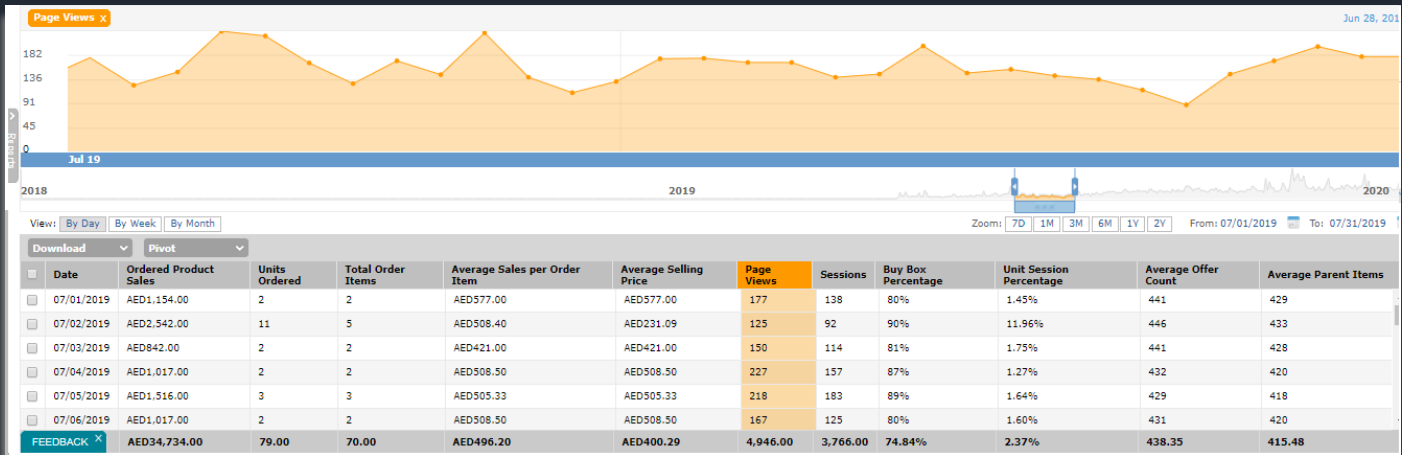 Page Views x
Jun 28, 201
182
136
91
45
0
Jul 19
2018 2019 2020
View: By Day By Week By Month Zoom: 7D 1M 3M 6M 1Y 2Y From: 07/01/2019 To: 07/31/2019
Download Pivot
Date Ordered Product Sales Units Ordered Total Order Items Average Sales per Order Item Average Selling Price Page Views Sessions Buy Box Percentage Unit Session Percentage Average Offer Count Average Parent Items
07/01/2019 AED1,154.00 2 2 AED577.00 AED577.00 177 138 80% 1.45% 441 429
07/02/2019 AED2,542.00 11 5 AED508.40 AED231.09 125 92 90% 11.96% 446 433
07/03/2019 AED842.00 2 2 AED421.00 AED421.00 150 114 81% 1.75% 441 428
07/04/2019 AED1,017.00 2 2 AED508.50 AED508.50 227 157 87% 1.27% 432 420
07/05/2019 AED1,516.00 3 3 AED505.33 AED505.33 218 183 89% 1.64% 429 418
07/06/2019 AED1,017.00 2 2 AED508.50 AED508.50 167 125 80% 1.60% 431 420
FEEDBACK X AED34,734.00 79.00 70.00 AED496.20 AED400.29 4,946.00 3,766.00 74.84% 2.37% 438.35 415.48